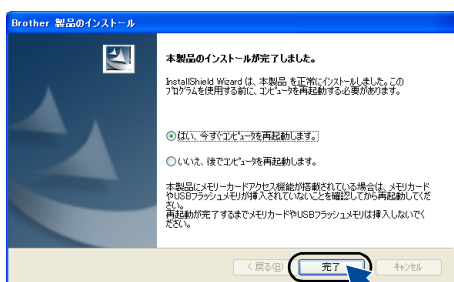 Brother 製品のインストール
本製品のインストールが完了しました。
InstallShield Wizard は、本製品 を正常にインストールしました。この
プログラムを使用する前に、コンピュータを再起動する必要があります。
はい、今すぐコンピュータを再起動します。
いいえ、後でコンピュータを再起動します。
本製品にメモリーカードアクセス機能が搭載されている場合は、メモリカード
やUSBフラッシュメモリが挿入されていないことを確認してから再起動してくだ
さい。
再起動が完了するまでメモリカードやUSBフラッシュメモリは挿入しないでく
ださい。
< 戻る(B) 完了 キャンセル